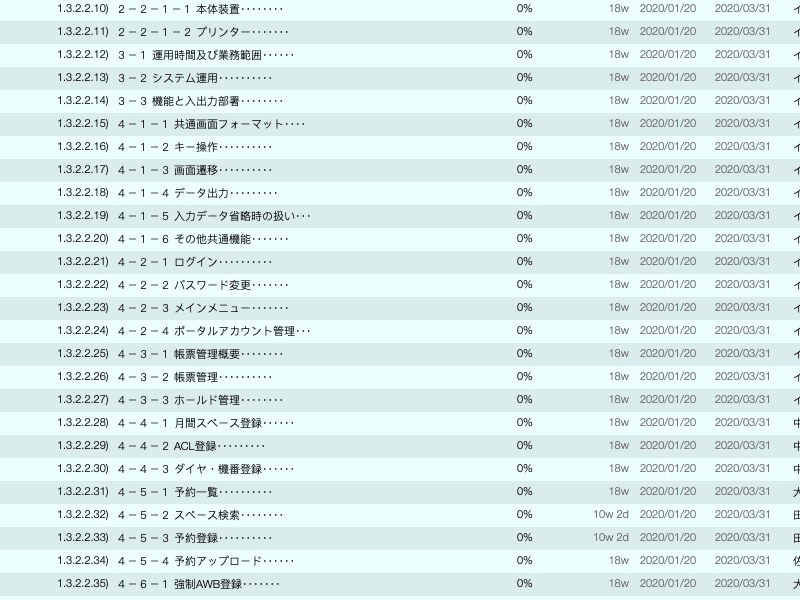 1.3.2.2.10) ２−２−１−１ 本体装置········ 0% 18w 2020/01/20 2020/03/31 イ
1.3.2.2.11) ２−２−１−２ プリンター······· 0% 18w 2020/01/20 2020/03/31 イ
1.3.2.2.12) ３−１ 運用時間及び業務範囲······ 0% 18w 2020/01/20 2020/03/31 イ
1.3.2.2.13) ３−２ システム運用·········· 0% 18w 2020/01/20 2020/03/31 イ
1.3.2.2.14) ３−３ 機能と入出力部署········ 0% 18w 2020/01/20 2020/03/31 イ
1.3.2.2.15) ４−１−１ 共通画面フォーマット···· 0% 18w 2020/01/20 2020/03/31 イ
1.3.2.2.16) ４−１−２ キー操作·········· 0% 18w 2020/01/20 2020/03/31 イ
1.3.2.2.17) ４−１−３ 画面遷移·········· 0% 18w 2020/01/20 2020/03/31 イ
1.3.2.2.18) ４−１−４ データ出力········· 0% 18w 2020/01/20 2020/03/31 イ
1.3.2.2.19) ４−１−５ 入力データ省略時の扱い··· 0% 18w 2020/01/20 2020/03/31 イ
1.3.2.2.20) ４−１−６ その他共通機能······· 0% 18w 2020/01/20 2020/03/31 イ
1.3.2.2.21) ４−２−１ ログイン·········· 0% 18w 2020/01/20 2020/03/31 イ
1.3.2.2.22) ４−２−２ パスワード変更······· 0% 18w 2020/01/20 2020/03/31 イ
1.3.2.2.23) ４−２−３ メインメニュー······· 0% 18w 2020/01/20 2020/03/31 イ
1.3.2.2.24) ４−２−４ ポータルアカウント管理··· 0% 18w 2020/01/20 2020/03/31 イ
1.3.2.2.25) ４−３−１ 帳票管理概要········ 0% 18w 2020/01/20 2020/03/31 イ
1.3.2.2.26) ４−３−２ 帳票管理·········· 0% 18w 2020/01/20 2020/03/31 イ
1.3.2.2.27) ４−３−３ ホールド管理········ 0% 18w 2020/01/20 2020/03/31 イ
1.3.2.2.28) ４−４−１ 月間スペース登録······ 0% 18w 2020/01/20 2020/03/31 中
1.3.2.2.29) ４−４−２ ACL登録········· 0% 18w 2020/01/20 2020/03/31 中
1.3.2.2.30) ４−４−３ ダイヤ・機番登録······ 0% 18w 2020/01/20 2020/03/31 中
1.3.2.2.31) ４−５−１ 予約一覧·········· 0% 18w 2020/01/20 2020/03/31 大
1.3.2.2.32) ４−５−２ スペース検索········ 0% 10w 2d 2020/01/20 2020/03/31 田
1.3.2.2.33) ４−５−３ 予約登録·········· 0% 10w 2d 2020/01/20 2020/03/31 田
1.3.2.2.34) ４−５−４ 予約アップロード······ 0% 18w 2020/01/20 2020/03/31 佐
1.3.2.2.35) ４−６−１ 強制AWB登録······· 0% 18w 2020/01/20 2020/03/31 大